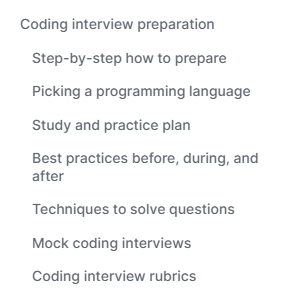 Coding interview preparation
Step-by-step how to prepare
Picking a programming language
Study and practice plan
Best practices before, during, and
after
Techniques to solve questions
Mock coding interviews
Coding interview rubrics